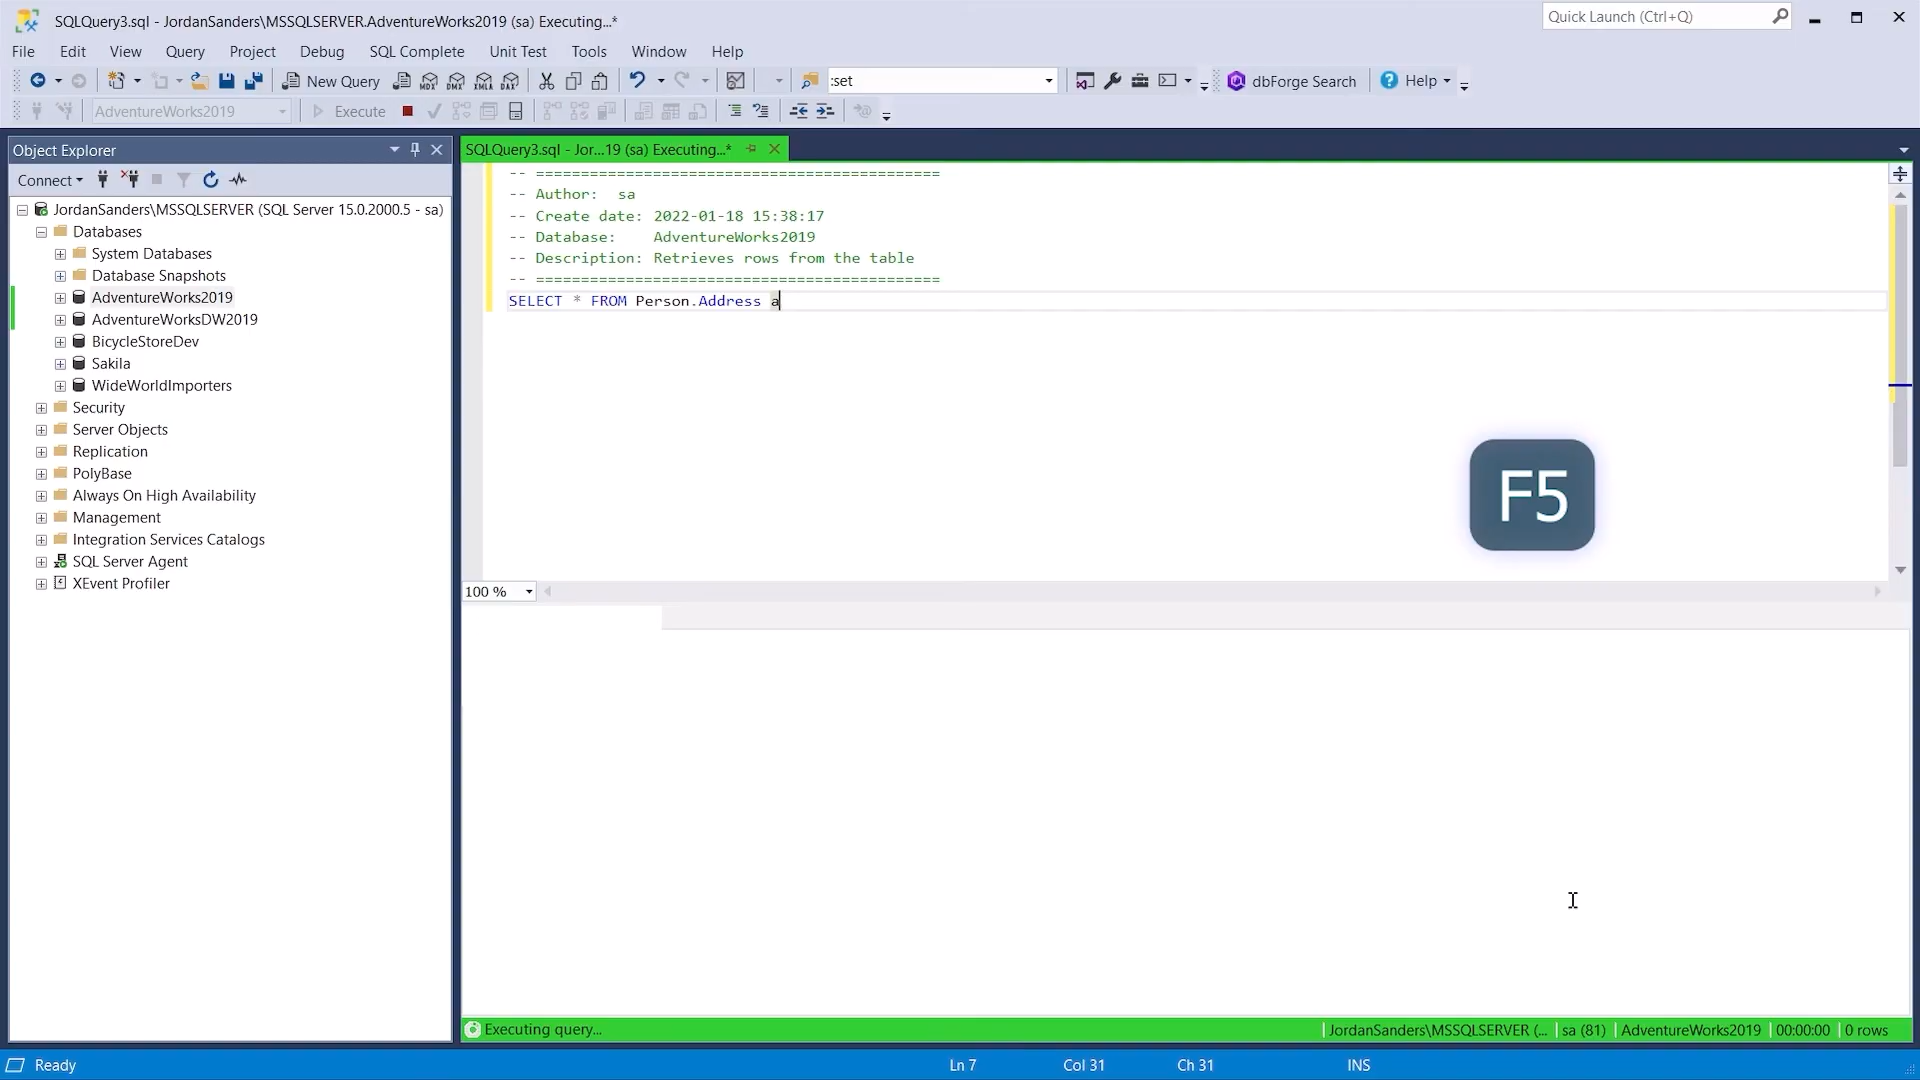 SQLQuery3.sql - JordanSanders\MSSQLSERVER.AdventureWorks2019 (sa) Executing...*
Quick Launch (Ctrl+Q)
File Edit View Query Project Debug SQL Complete Unit Test Tools Window Help
New Query MDX DMX XMLA DAX :set dbForge Search Help
AdventureWorks2019 Execute
Object Explorer
Connect
JordanSanders\MSSQLSERVER (SQL Server 15.0.2000.5 - sa)
Databases
System Databases
Database Snapshots
AdventureWorks2019
AdventureWorksDW2019
BicycleStoreDev
Sakila
WideWorldImporters
Security
Server Objects
Replication
PolyBase
Always On High Availability
Management
Integration Services Catalogs
SQL Server Agent
XEvent Profiler
SQLQuery3.sql - Jor...19 (sa) Executing...*
-- =============================================
-- Author: sa
-- Create date: 2022-01-18 15:38:17
-- Database: AdventureWorks2019
-- Description: Retrieves rows from the table
-- =============================================
SELECT * FROM Person.Address a
F5
100 %
Executing query... JordanSanders\MSSQLSERVER (... sa (81) AdventureWorks2019 00:00:00 0 rows
Ready Ln 7 Col 31 Ch 31 INS